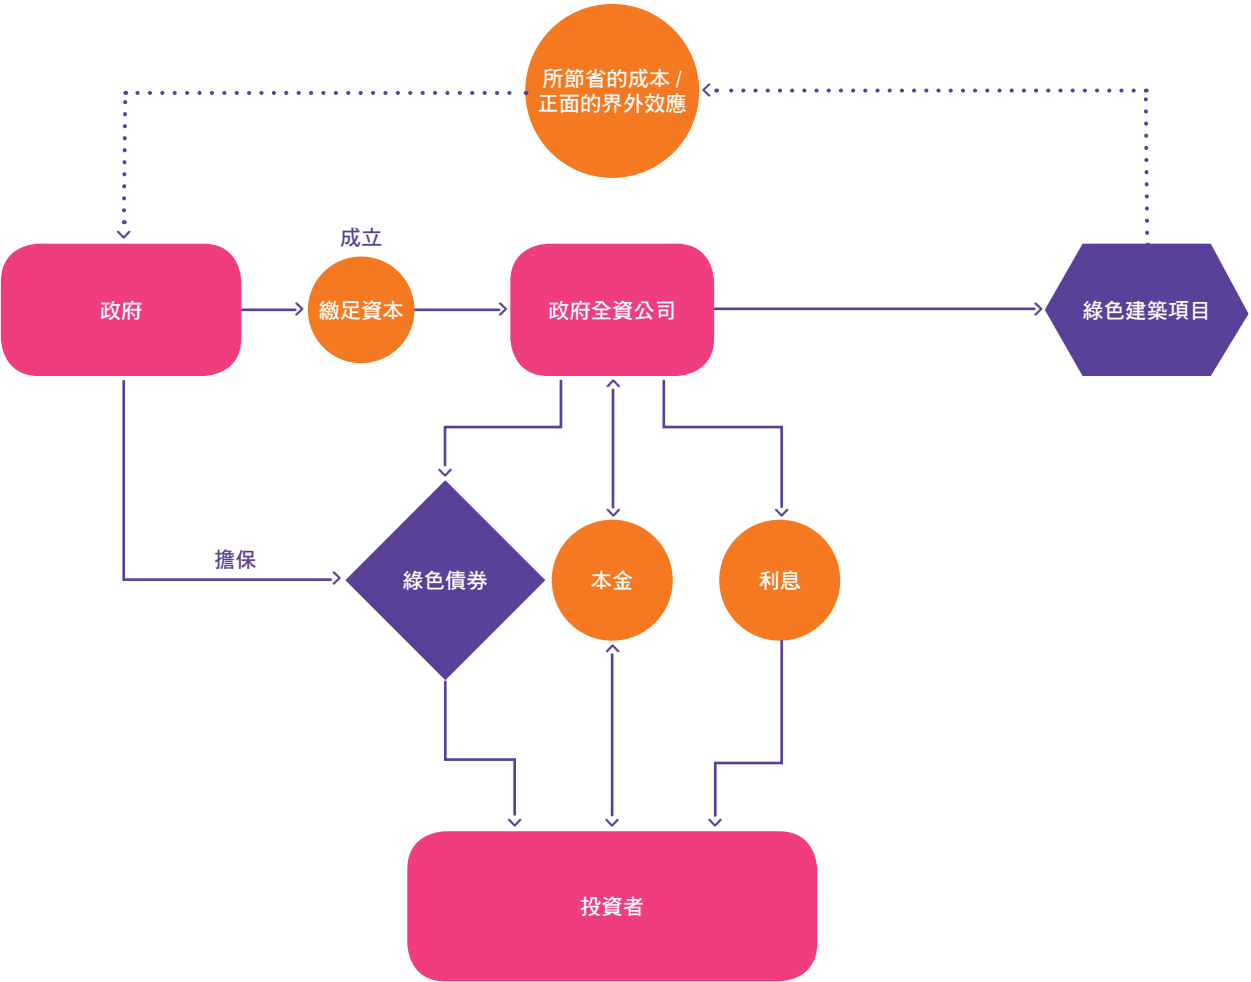 所節省的成本 /
正面的界外效應
成立
政府
繳足資本
政府全資公司
綠色建築項目
擔保
綠色債券
本金
利息
投資者